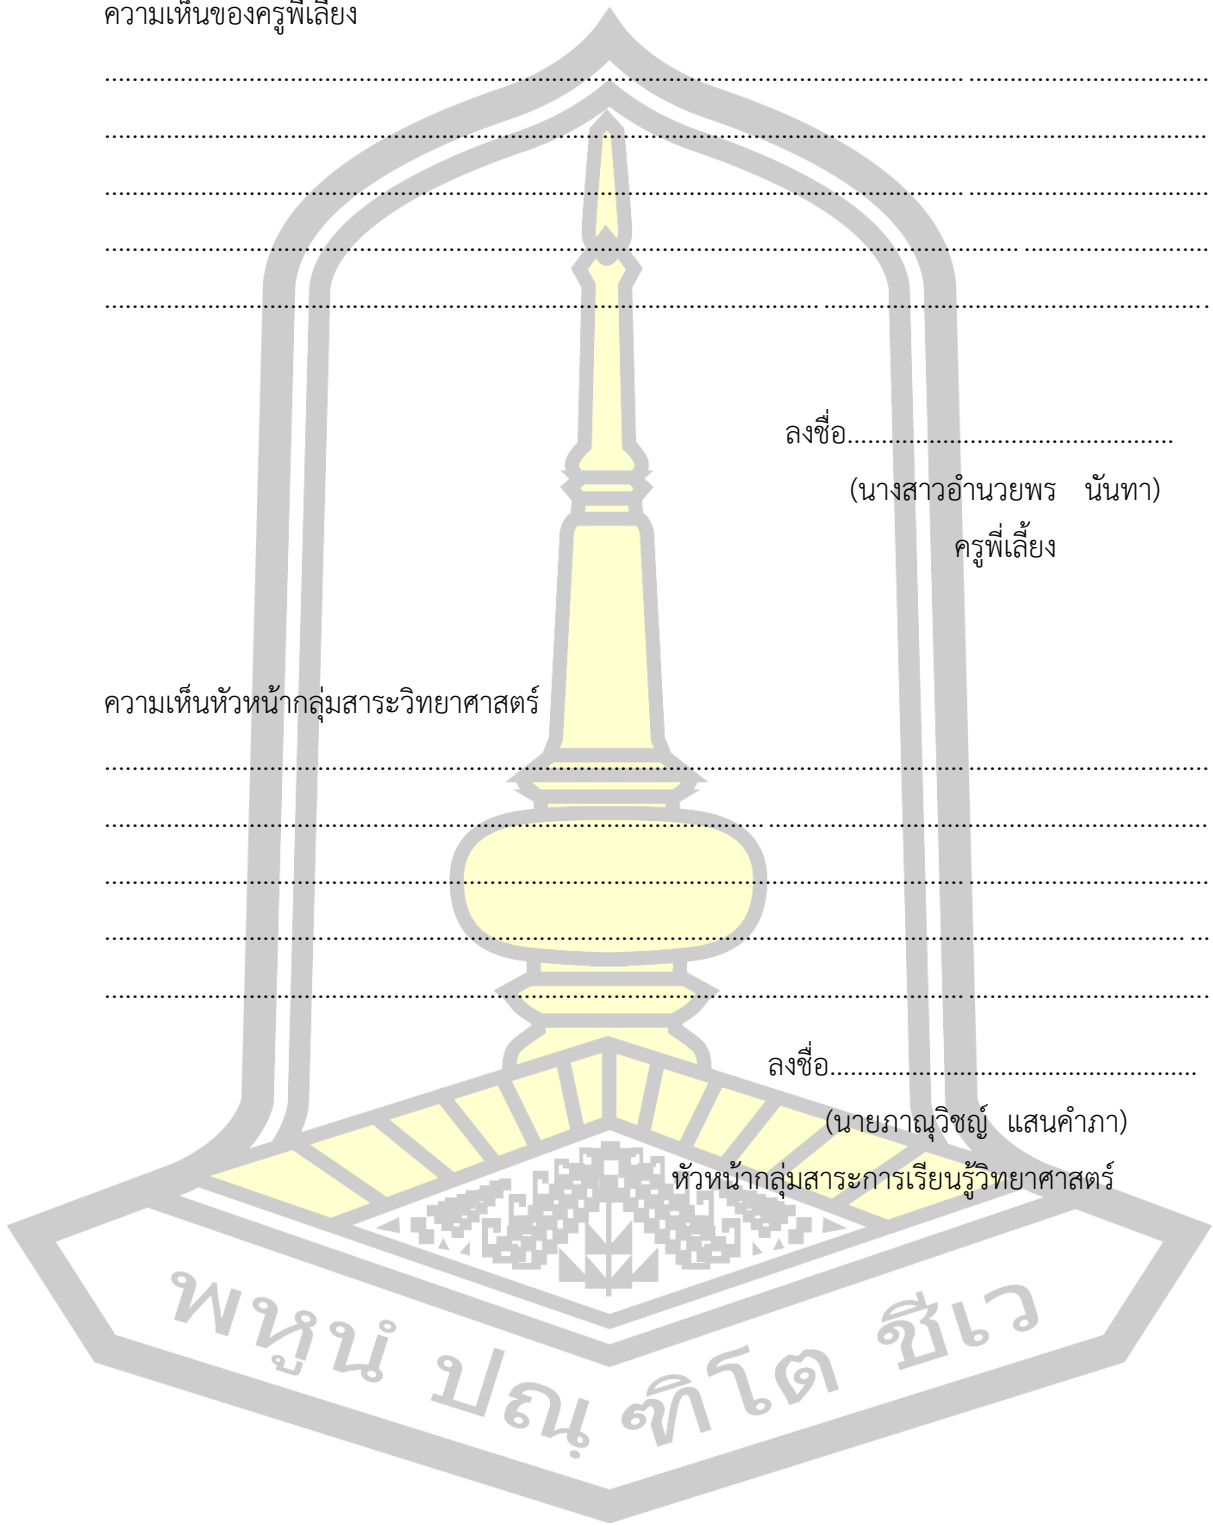 ความเห็นของครูพี่เลี้ยง
........................................................................................................................ ..................................
..........................................................................................................................................................
........................................................................................................................ ..................................
................................................................................................................................ ..........................
.................................................................................................... ......................................................
ลงชื่อ...............................................
(นางสาวอำนวยพร นันทา)
ครูพี่เลี้ยง
ความเห็นหัวหน้ากลุ่มสาระวิทยาศาสตร์
........................................................................................................................ ..................................
............................................................................................ ..............................................................
........................................................................................................................ ..................................
....................................................................................................................................................... ...
........................................................................................................................ ..................................
ลงชื่อ.....................................................
(นายภาณุวิชญ์ แสนคำภา)
หัวหน้ากลุ่มสาระการเรียนรู้วิทยาศาสตร์
พหูนํ ปณฺฑิโต ชีเว